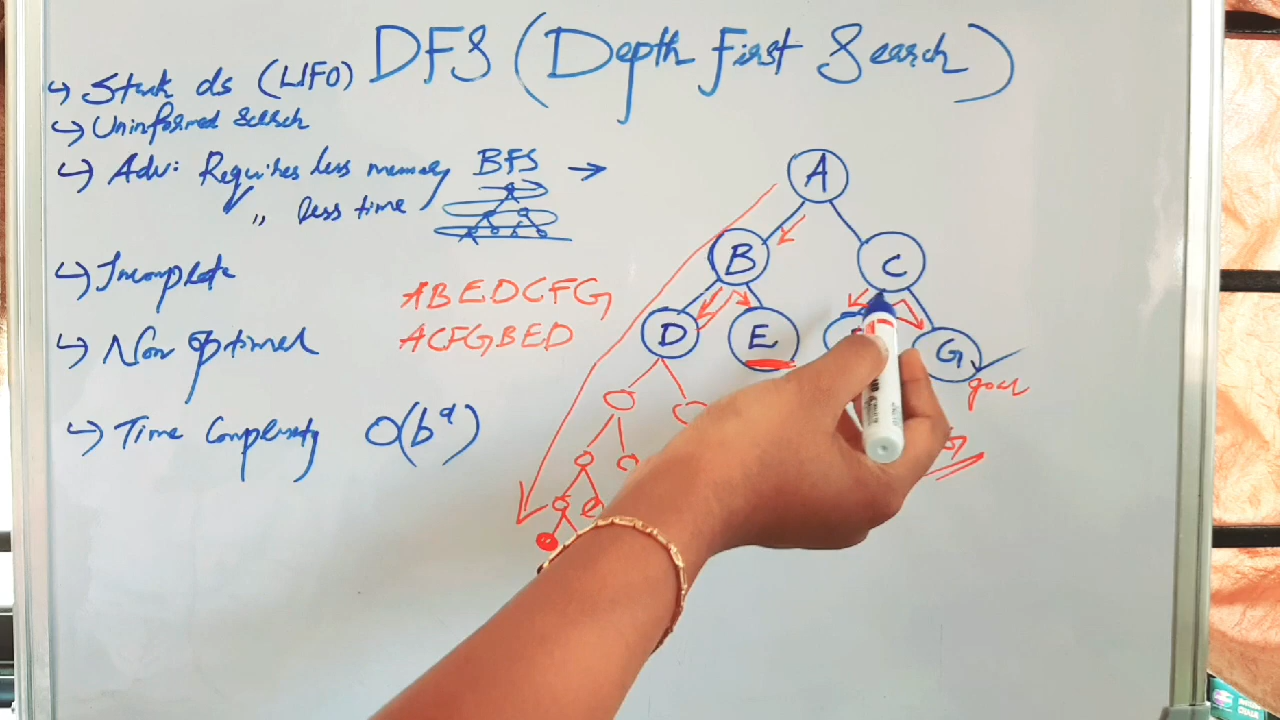 DFS (Depth First Search)
↳ Stack ds (LIFO)
↳ Uninformed Search
↳ Adv: Requires less memory BFS →
" less time
↳ Incomplete
↳ Non optimal
↳ Time Complexity O(b^d)
ABEDCFG
ACFGBED
A
B C
D E G
goal